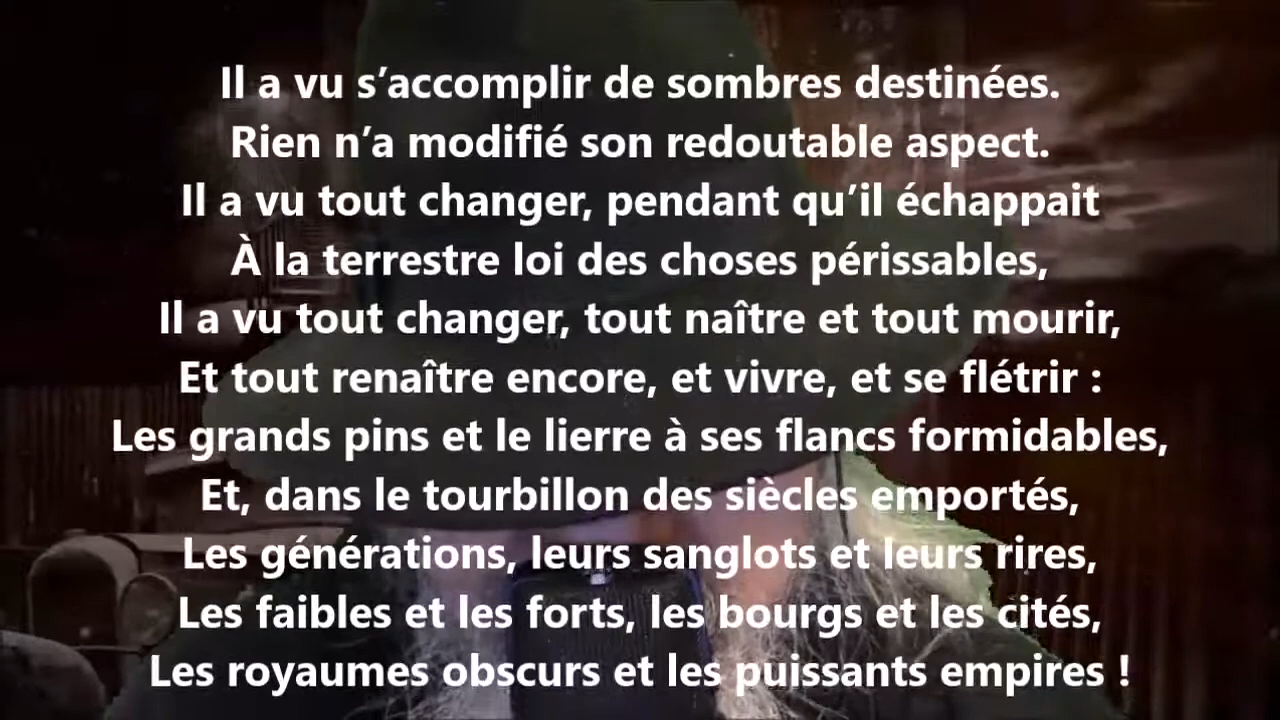 Il a vu s’accomplir de sombres destinées.
Rien n’a modifié son redoutable aspect.
Il a vu tout changer, pendant qu’il échappait
À la terrestre loi des choses périssables,
Il a vu tout changer, tout naître et tout mourir,
Et tout renaître encore, et vivre, et se flétrir :
Les grands pins et le lierre à ses flancs formidables,
Et, dans le tourbillon des siècles emportés,
Les générations, leurs sanglots et leurs rires,
Les faibles et les forts, les bourgs et les cités,
Les royaumes obscurs et les puissants empires !